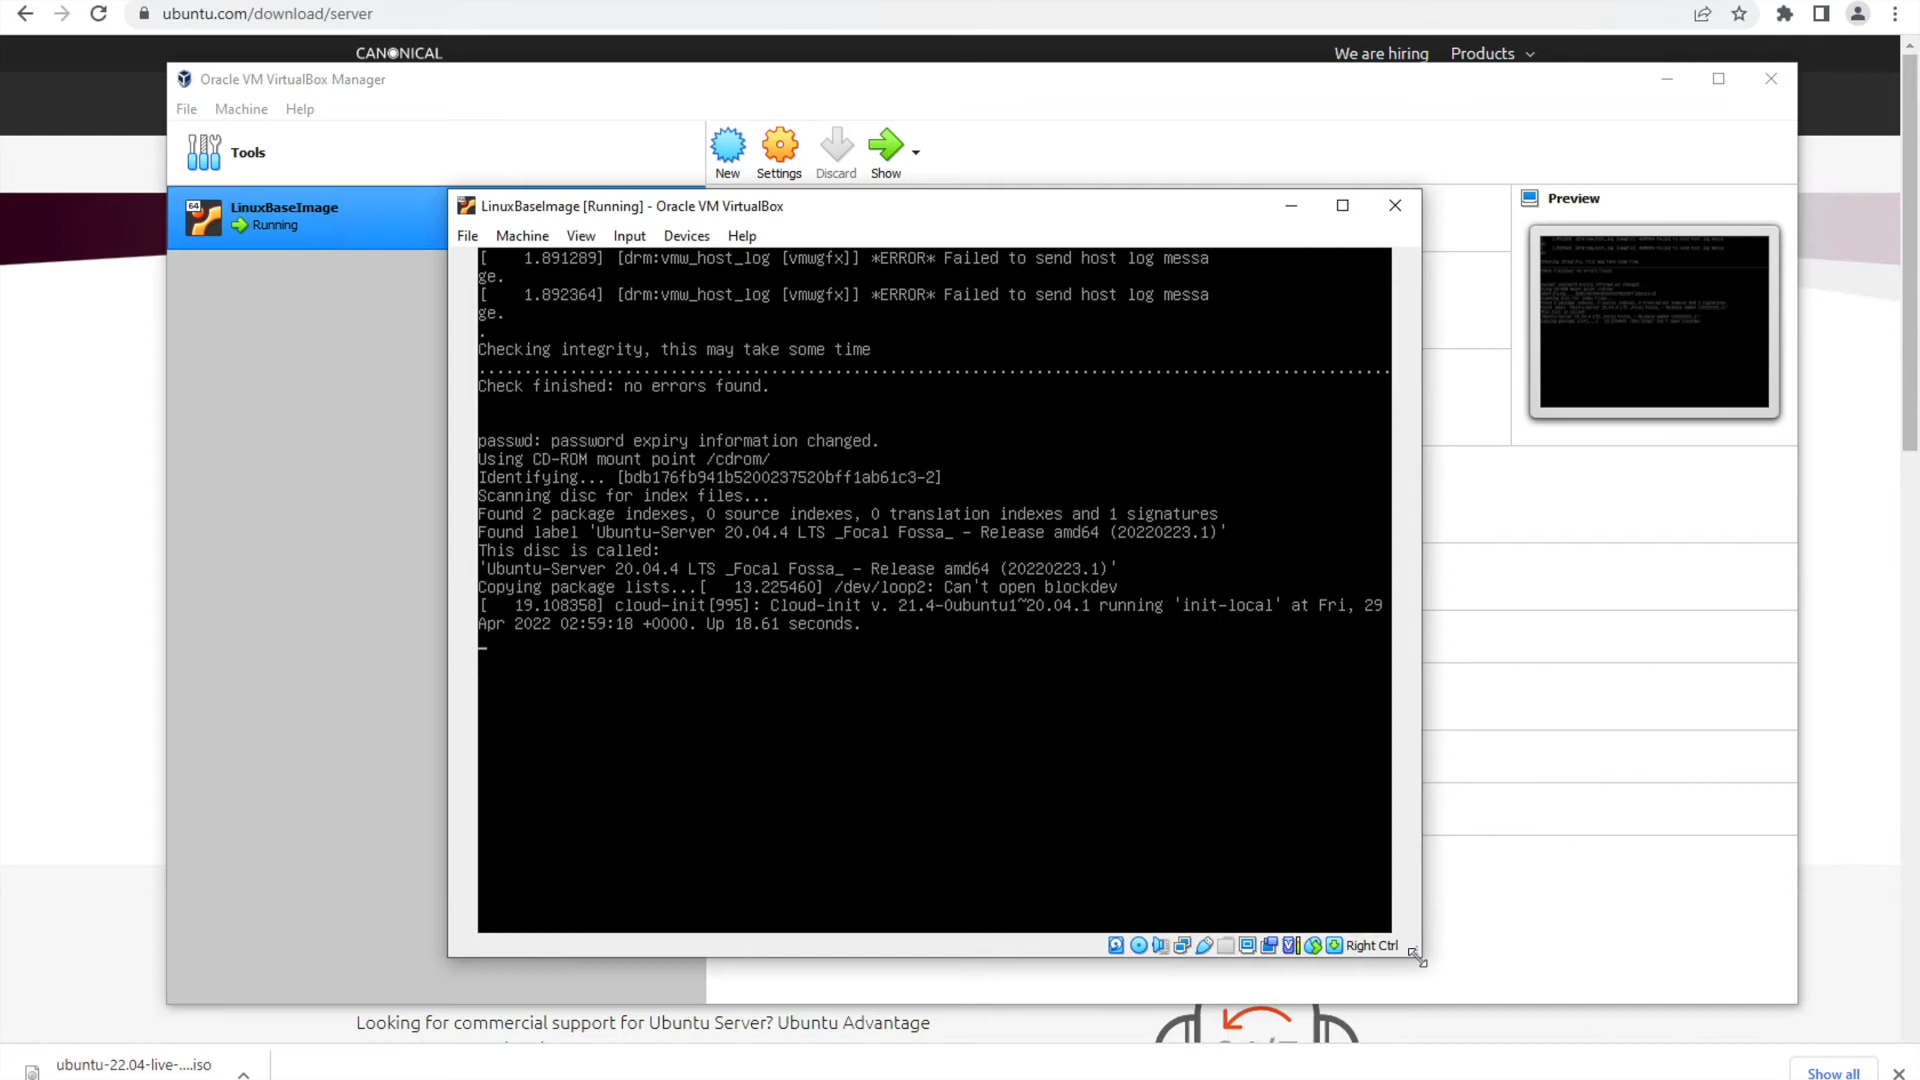 ubuntu.com/download/server
CANONICAL
We are hiring Products
Oracle VM VirtualBox Manager
File Machine Help
Tools
New Settings Discard Show
64 LinuxBaseImage
Running
Preview
LinuxBaseImage [Running] - Oracle VM VirtualBox
File Machine View Input Devices Help
[    1.891289] [drm:vmw_host_log [vmwgfx]] *ERROR* Failed to send host log messa
ge.
[    1.892364] [drm:vmw_host_log [vmwgfx]] *ERROR* Failed to send host log messa
ge.
.
Checking integrity, this may take some time
...................................................................................................
Check finished: no errors found.
passwd: password expiry information changed.
Using CD-ROM mount point /cdrom/
Identifying... [bdb176fb941b5200237520bff1ab61c3-2]
Scanning disc for index files...
Found 2 package indexes, 0 source indexes, 0 translation indexes and 1 signatures
Found label 'Ubuntu-Server 20.04.4 LTS _Focal Fossa_ - Release amd64 (20220223.1)'
This disc is called:
'Ubuntu-Server 20.04.4 LTS _Focal Fossa_ - Release amd64 (20220223.1)'
Copying package lists...[   13.225460] /dev/loop2: Can't open blockdev
[   19.108358] cloud-init[995]: Cloud-init v. 21.4-0ubuntu1~20.04.1 running 'init-local' at Fri, 29
Apr 2022 02:59:18 +0000. Up 18.61 seconds.
Right Ctrl
Looking for commercial support for Ubuntu Server? Ubuntu Advantage
ubuntu-22.04-live-....iso
Show all